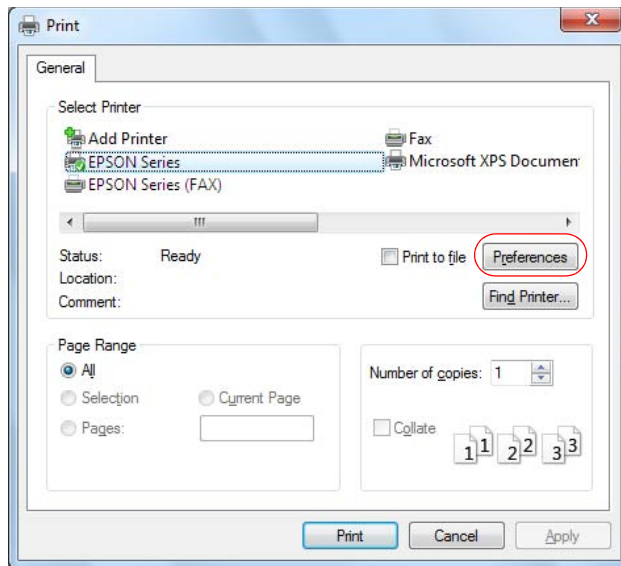 Print
General
Select Printer
Add Printer
Fax
EPSON Series
Microsoft XPS Documen
EPSON Series (FAX)
Status: Ready
Print to file
Preferences
Location:
Comment:
Find Printer...
Page Range
All
Selection
Current Page
Pages:
Number of copies: 1
Collate
1 1 2 2 3 3
Print
Cancel
Apply